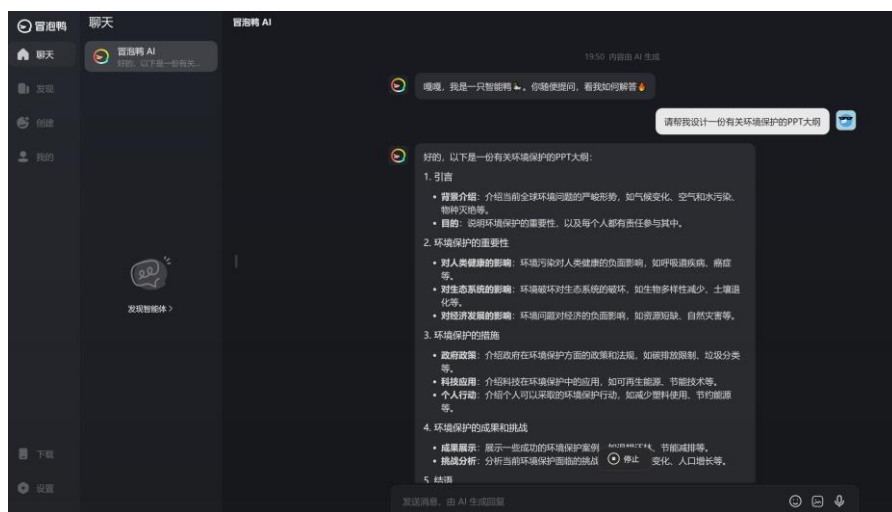 冒泡鸭
聊天
发现
创建
我的
下载
设置
聊天
冒泡鸭 AI
好的，以下是一份有关...
发现智能体 >
冒泡鸭 AI
19:50 内容由 AI 生成
嘎嘎，我是一只智能鸭🦆。你随便提问，看我如何解答🔥
请帮我设计一份有关环境保护的PPT大纲
好的，以下是一份有关环境保护的PPT大纲：
1. 引言
• 背景介绍：介绍当前全球环境问题的严峻形势，如气候变化、空气和水污染、
物种灭绝等。
• 目的：说明环境保护的重要性，以及每个人都有责任参与其中。
2. 环境保护的重要性
• 对人类健康的影响：环境污染对人类健康的负面影响，如呼吸道疾病、癌症
等。
• 对生态系统的影响：环境破坏对生态系统的破坏，如生物多样性减少、土壤退
化等。
• 对经济发展的影响：环境问题对经济的负面影响，如资源短缺、自然灾害等。
3. 环境保护的措施
• 政府政策：介绍政府在环境保护方面的政策和法规，如碳排放限制、垃圾分类
等。
• 科技应用：介绍科技在环境保护中的应用，如可再生能源、节能技术等。
• 个人行动：介绍个人可以采取的环境保护行动，如减少塑料使用、节约能源
等。
4. 环境保护的成果和挑战
• 成果展示：展示一些成功的环境保护案例 、节能减排等。
• 挑战分析：分析当前环境保护面临的挑战 变化、人口增长等。
停止
5. 结语
发送消息，由 AI 生成回复